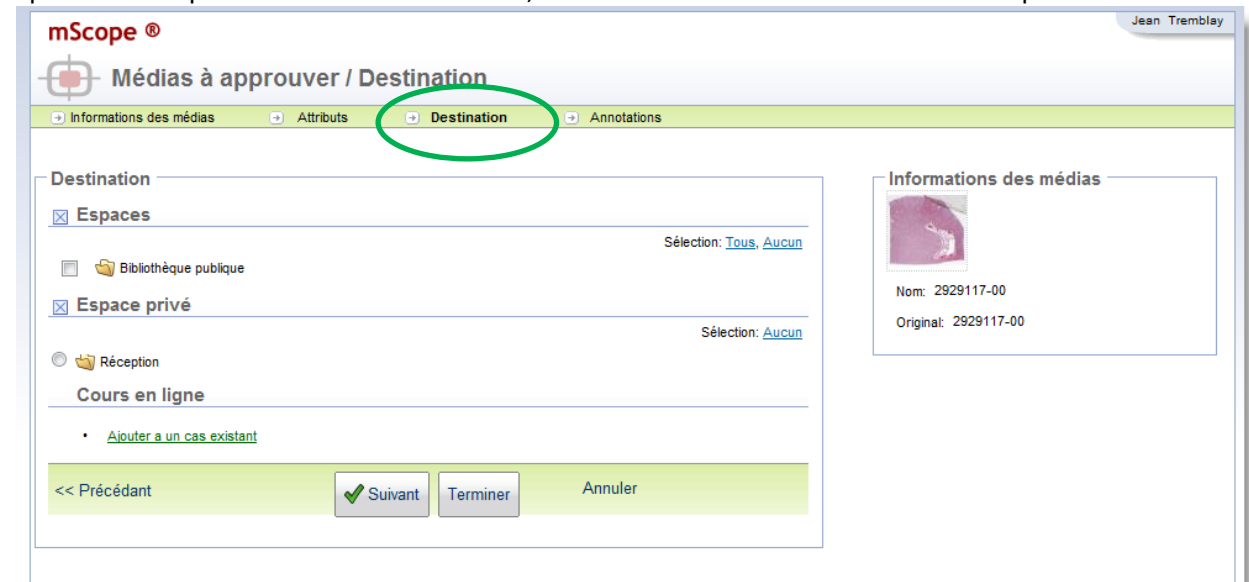 mScope ®
Jean Tremblay
Médias à approuver / Destination
Informations des médias Attributs Destination Annotations
Destination
Espaces
Sélection: Tous, Aucun
Bibliothèque publique
Espace privé
Sélection: Aucun
Réception
Cours en ligne
• Ajouter a un cas existant
<< Précédant Suivant Terminer Annuler
Informations des médias
Nom: 2929117-00
Original: 2929117-00